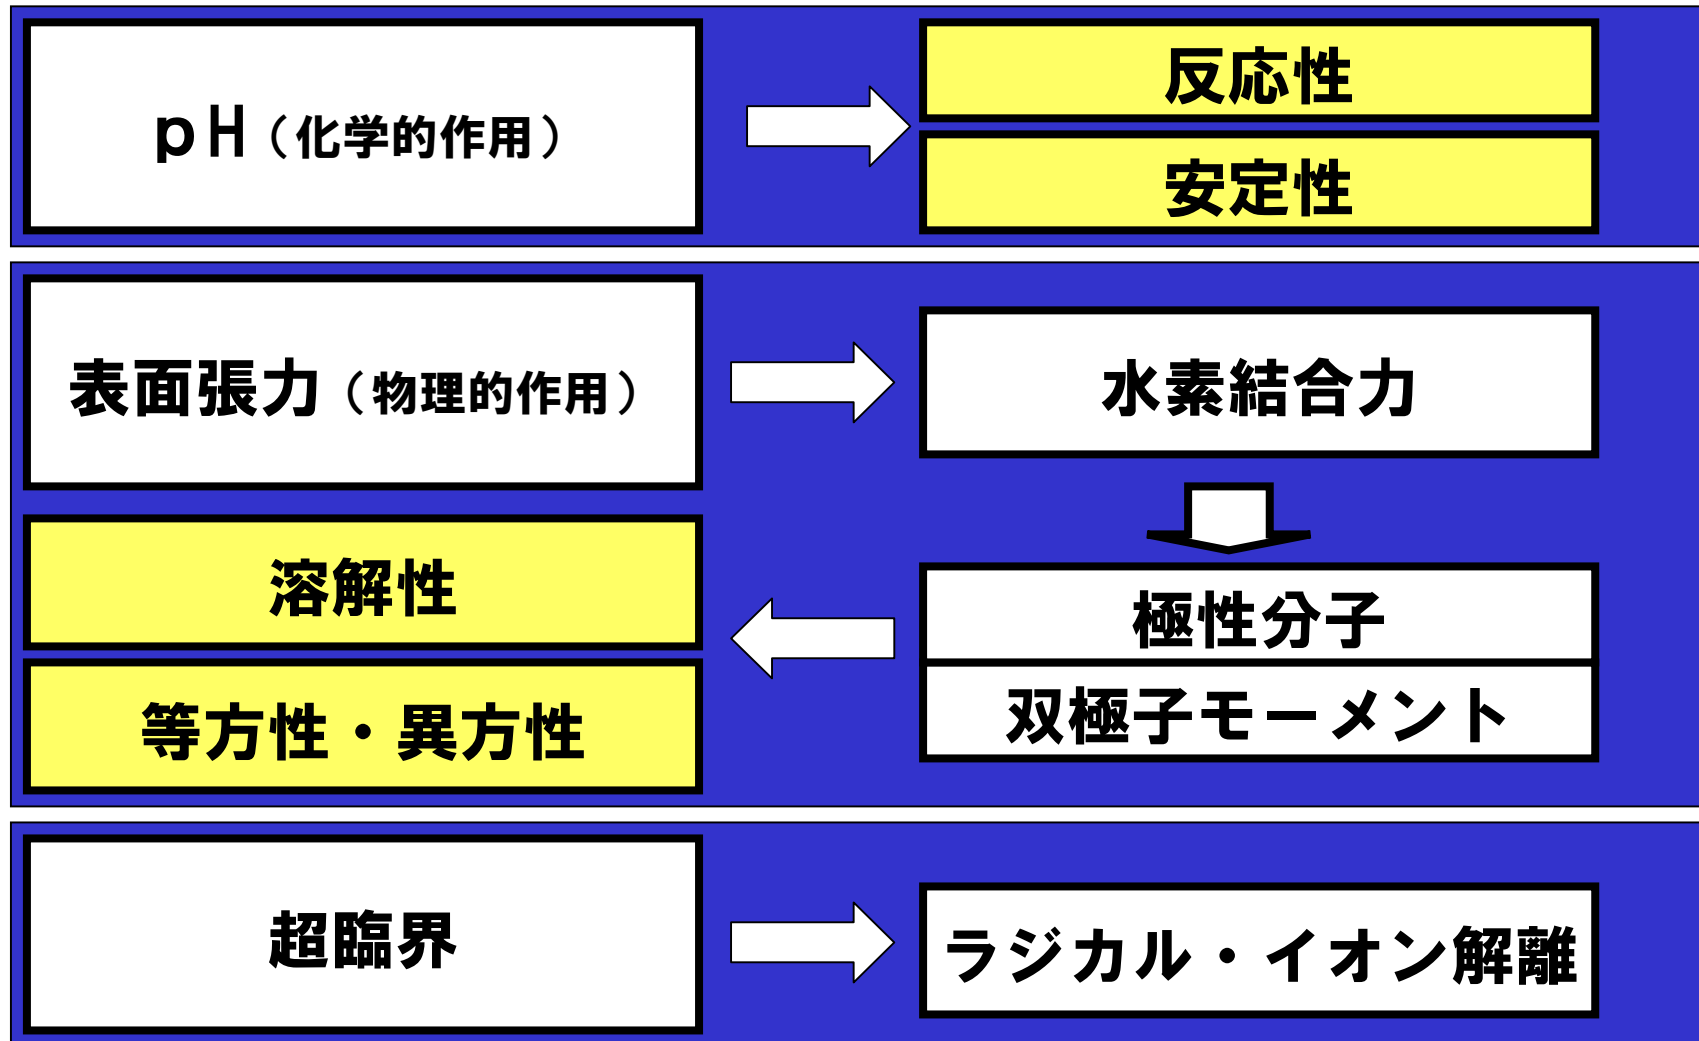 pH（化学的作用）
反応性
安定性
表面張力（物理的作用）
水素結合力
溶解性
極性分子
等方性・異方性
双極子モーメント
超臨界
ラジカル・イオン解離